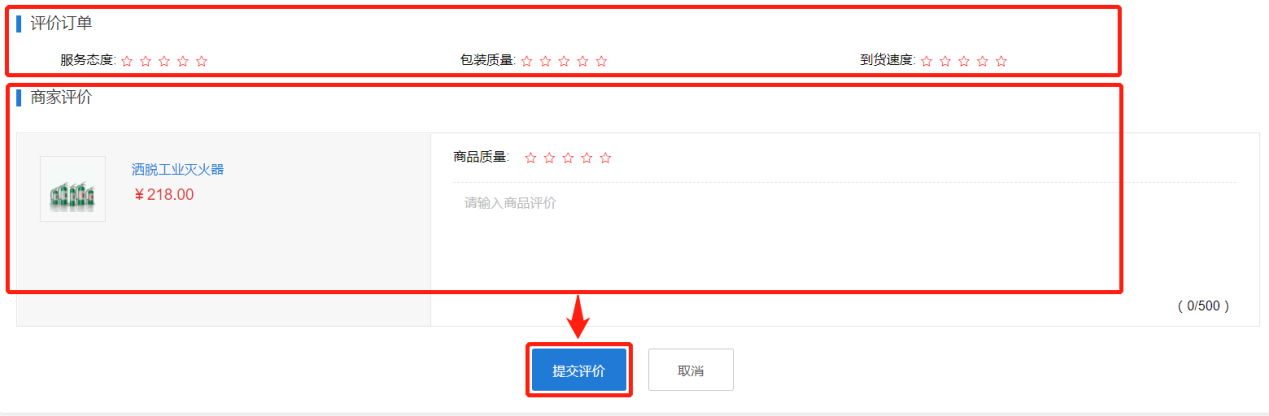 评价订单
服务态度: ☆ ☆ ☆ ☆ ☆ 包装质量: ☆ ☆ ☆ ☆ ☆ 到货速度: ☆ ☆ ☆ ☆ ☆
商家评价
洒脱工业灭火器
¥218.00
商品质量: ☆ ☆ ☆ ☆ ☆
请输入商品评价
( 0/500 )
提交评价 取消